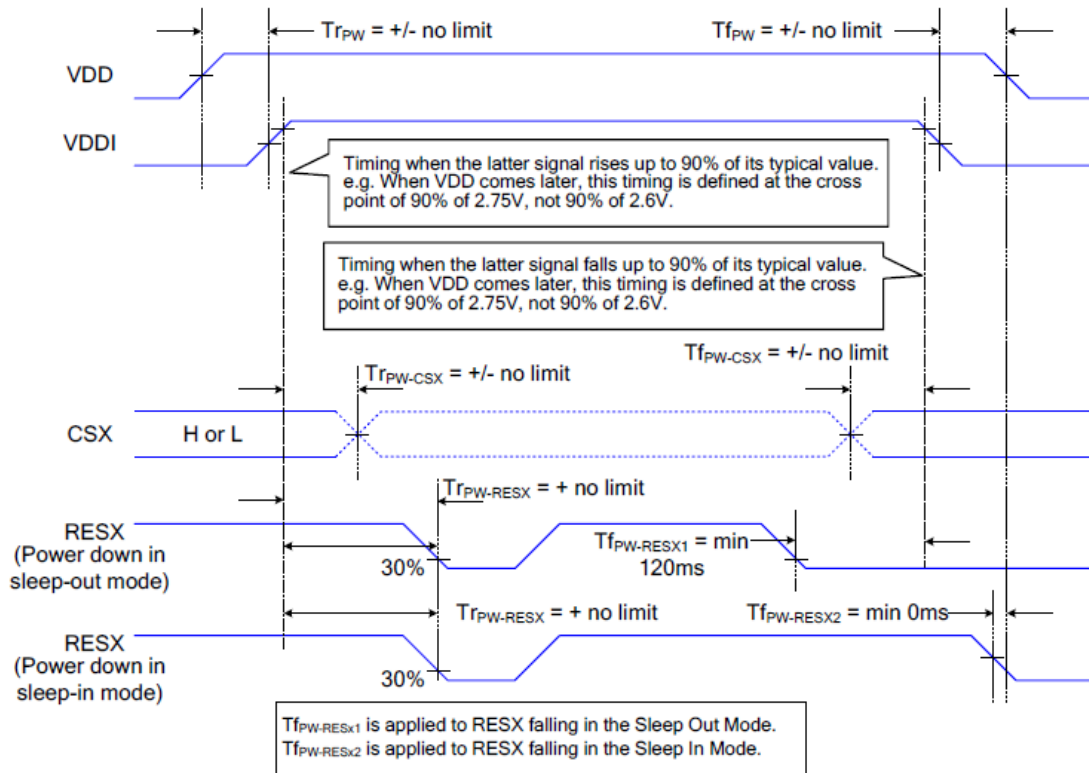 TrPW = +/- no limit
TfPW = +/- no limit
VDD
VDDI
Timing when the latter signal rises up to 90% of its typical value.
e.g. When VDD comes later, this timing is defined at the cross
point of 90% of 2.75V, not 90% of 2.6V.
Timing when the latter signal falls up to 90% of its typical value.
e.g. When VDD comes later, this timing is defined at the cross
point of 90% of 2.75V, not 90% of 2.6V.
TfPW-CSX = +/- no limit
TrPW-CSX = +/- no limit
CSX
H or L
TrPW-RESX = + no limit
RESX
(Power down in
sleep-out mode)
30%
TfPW-RESX1 = min
120ms
TrPW-RESX = + no limit
TfPW-RESX2 = min 0ms
RESX
(Power down in
sleep-in mode)
30%
TfPW-RESx1 is applied to RESX falling in the Sleep Out Mode.
TfPW-RESx2 is applied to RESX falling in the Sleep In Mode.